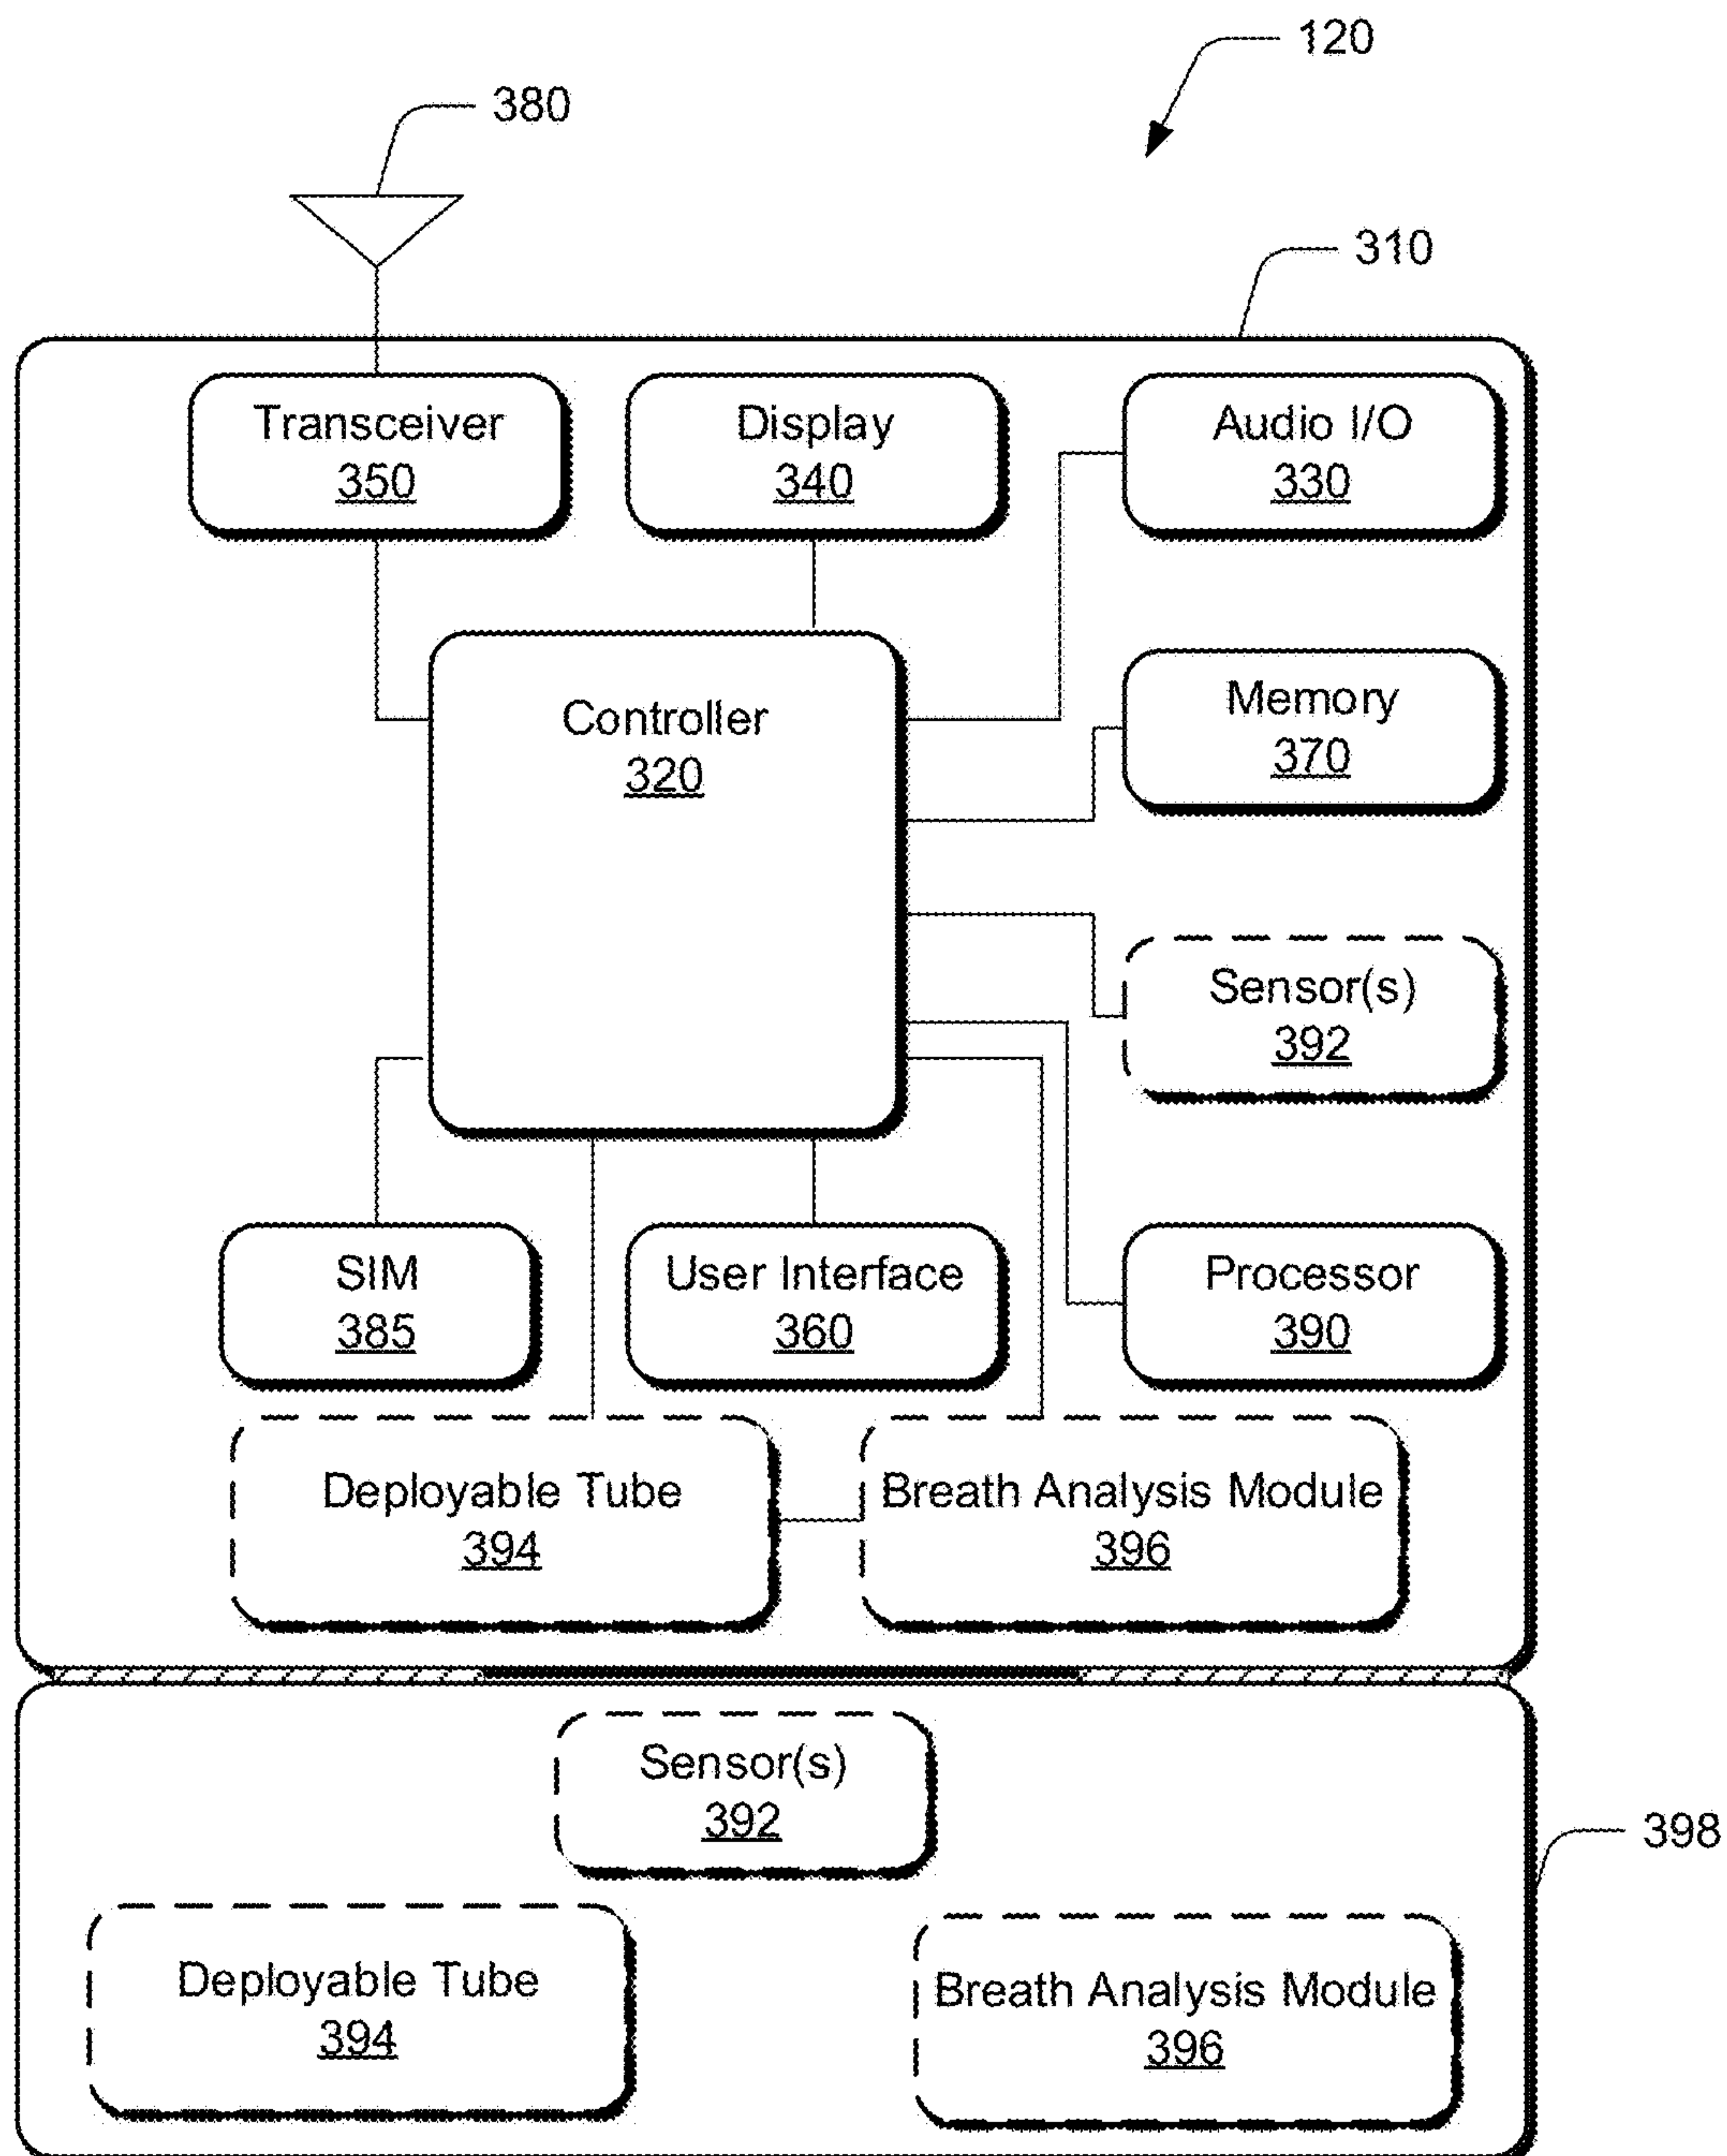 120
380
310
Transceiver
350
Display
340
Audio I/O
330
Controller
320
Memory
370
Sensor(s)
392
SIM
385
User Interface
360
Processor
390
Deployable Tube
394
Breath Analysis Module
396
Sensor(s)
392
398
Deployable Tube
394
Breath Analysis Module
396